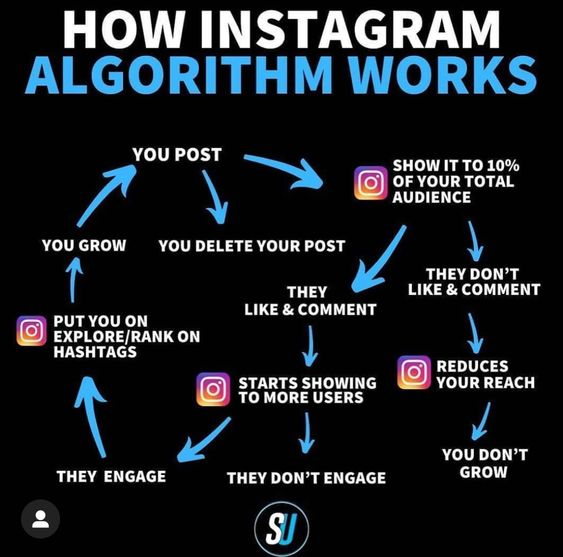 HOW INSTAGRAM
ALGORITHM WORKS
YOU POST
SHOW IT TO 10%
OF YOUR TOTAL
AUDIENCE
YOU GROW
YOU DELETE YOUR POST
THEY
LIKE & COMMENT
THEY DON'T
LIKE & COMMENT
PUT YOU ON
EXPLORE/RANK ON
HASHTAGS
STARTS SHOWING
TO MORE USERS
REDUCES
YOUR REACH
THEY ENGAGE
THEY DON'T ENGAGE
YOU DON'T
GROW
SU